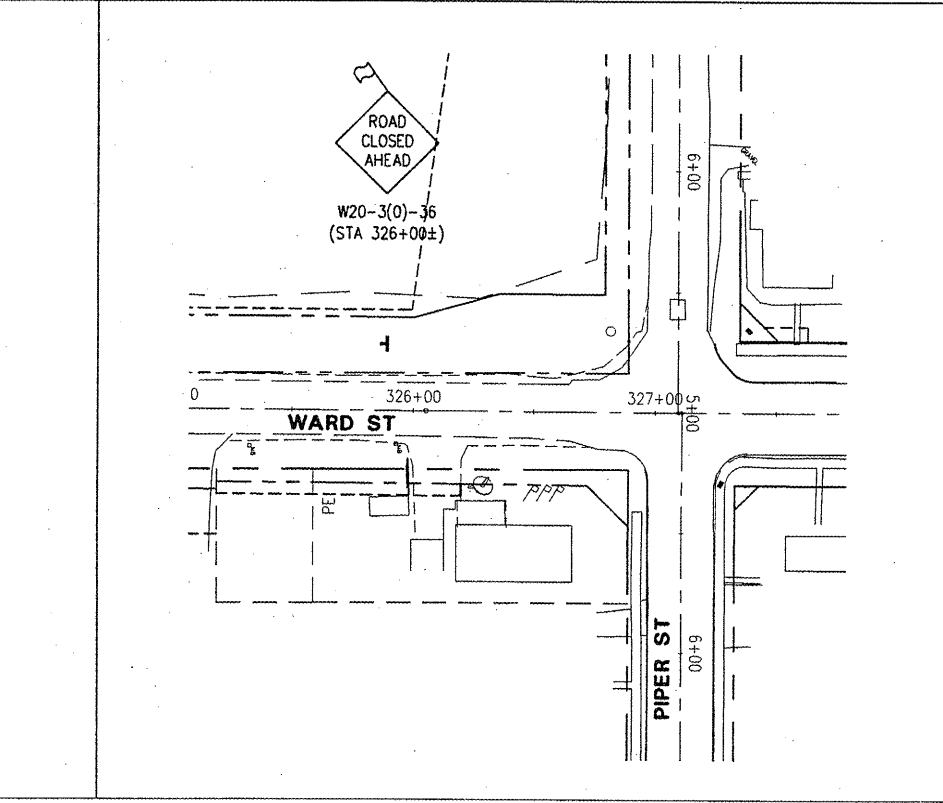 ROAD
CLOSED
AHEAD
W20-3(O)-36
(STA 326+00±)
6+00
GRAVEL
0
326+00
327+00
5+00
WARD ST
PE
PIPER ST
6+00